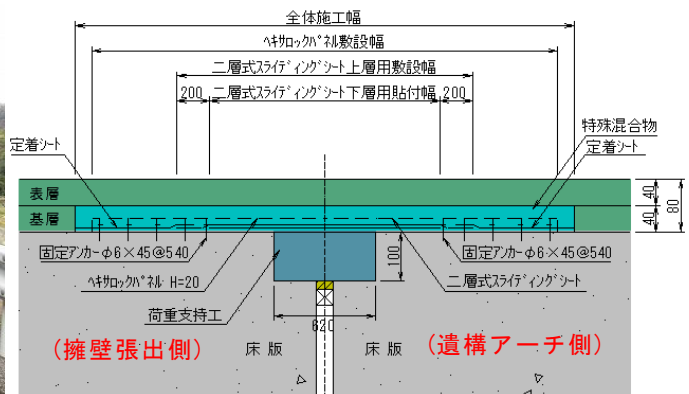 全体施工幅
ヘキサロックパネル敷設幅
二層式スライディングシート上層用敷設幅
200 二層式スライディングシート下層用貼付幅 200
特殊混合物
定着シート
定着シート
表層
40
80
基層
40
固定アンカーφ6×45@540
固定アンカーφ6×45@540
100
ヘキサロックパネル H=20
二層式スライディングシート
荷重支持工
620
(擁壁張出側)
床 版
床 版
(遺構アーチ側)